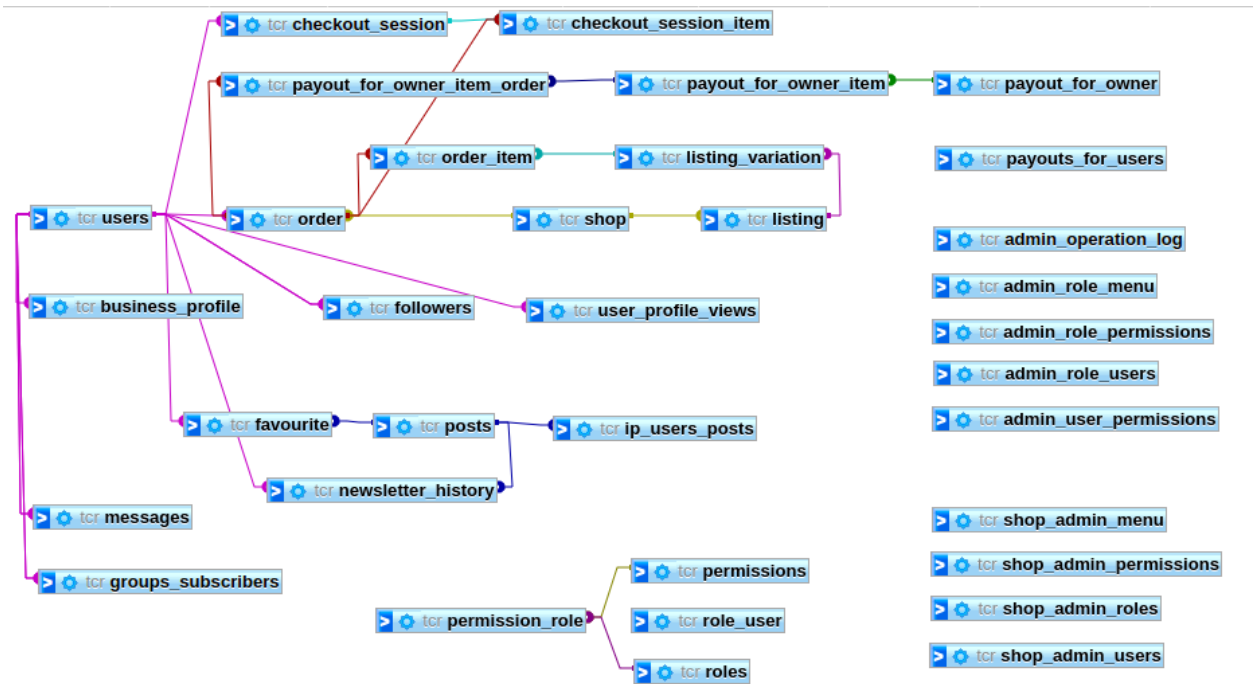 tcr checkout_session
tcr checkout_session_item
tcr payout_for_owner_item_order
tcr payout_for_owner_item
tcr payout_for_owner
tcr order_item
tcr listing_variation
tcr payouts_for_users
tcr users
tcr order
tcr shop
tcr listing
tcr admin_operation_log
tcr admin_role_menu
tcr business_profile
tcr followers
tcr user_profile_views
tcr admin_role_permissions
tcr admin_role_users
tcr favourite
tcr posts
tcr ip_users_posts
tcr admin_user_permissions
tcr newsletter_history
tcr messages
tcr shop_admin_menu
tcr groups_subscribers
tcr permissions
tcr shop_admin_permissions
tcr permission_role
tcr role_user
tcr shop_admin_roles
tcr roles
tcr shop_admin_users